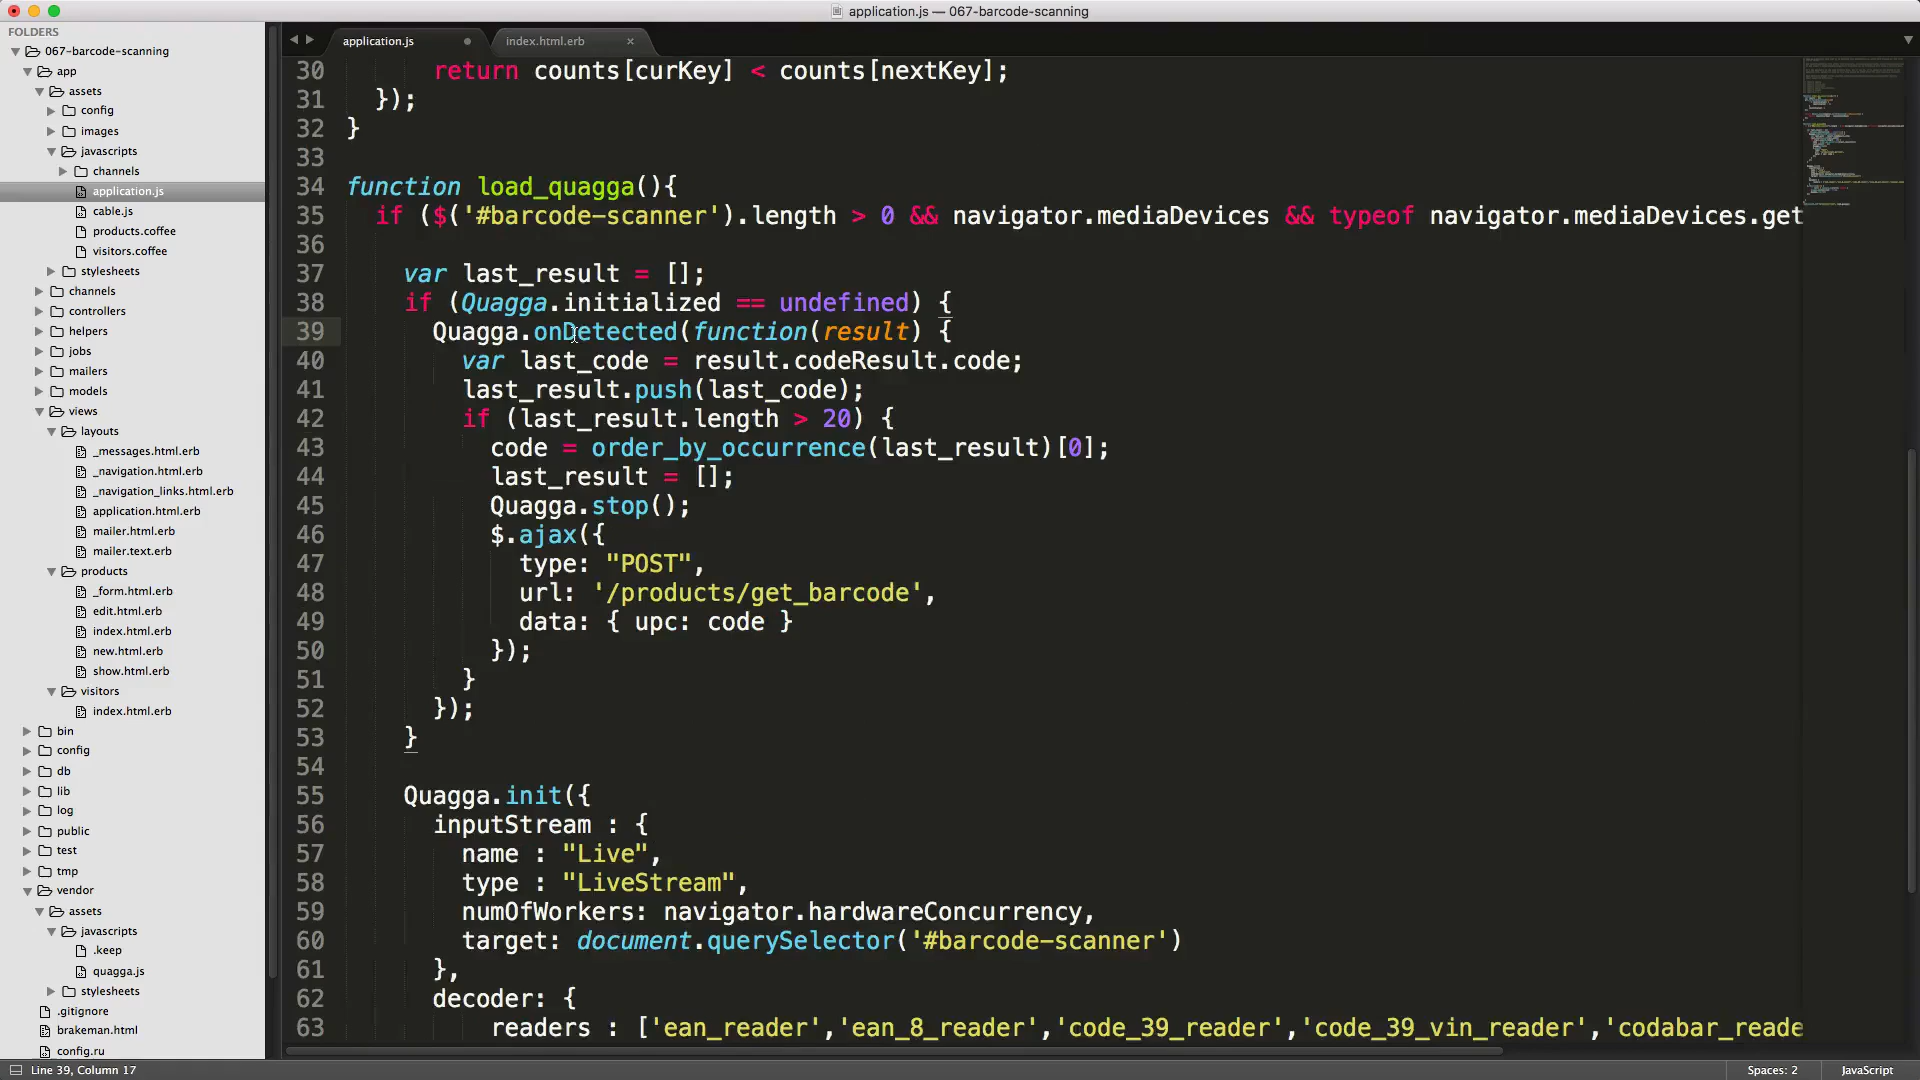 application.js — 067-barcode-scanning
FOLDERS
067-barcode-scanning
app
assets
config
images
javascripts
channels
application.js
cable.js
products.coffee
visitors.coffee
stylesheets
channels
controllers
helpers
jobs
mailers
models
views
layouts
_messages.html.erb
_navigation.html.erb
_navigation_links.html.erb
application.html.erb
mailer.html.erb
mailer.text.erb
products
_form.html.erb
edit.html.erb
index.html.erb
new.html.erb
show.html.erb
visitors
index.html.erb
bin
config
db
lib
log
public
test
tmp
vendor
assets
javascripts
.keep
quagga.js
stylesheets
.gitignore
brakeman.html
config.ru
application.js
index.html.erb
30 return counts[curKey] < counts[nextKey];
31 });
32 }
33
34 function load_quagga(){
35 if ($('#barcode-scanner').length > 0 && navigator.mediaDevices && typeof navigator.mediaDevices.get
36
37 var last_result = [];
38 if (Quagga.initialized == undefined) {
39 Quagga.onDetected(function(result) {
40 var last_code = result.codeResult.code;
41 last_result.push(last_code);
42 if (last_result.length > 20) {
43 code = order_by_occurrence(last_result)[0];
44 last_result = [];
45 Quagga.stop();
46 $.ajax({
47 type: "POST",
48 url: '/products/get_barcode',
49 data: { upc: code }
50 });
51 }
52 });
53 }
54
55 Quagga.init({
56 inputStream : {
57 name : "Live",
58 type : "LiveStream",
59 numOfWorkers: navigator.hardwareConcurrency,
60 target: document.querySelector('#barcode-scanner')
61 },
62 decoder: {
63 readers : ['ean_reader','ean_8_reader','code_39_reader','code_39_vin_reader','codabar_reade
Line 39, Column 17
Spaces: 2
JavaScript